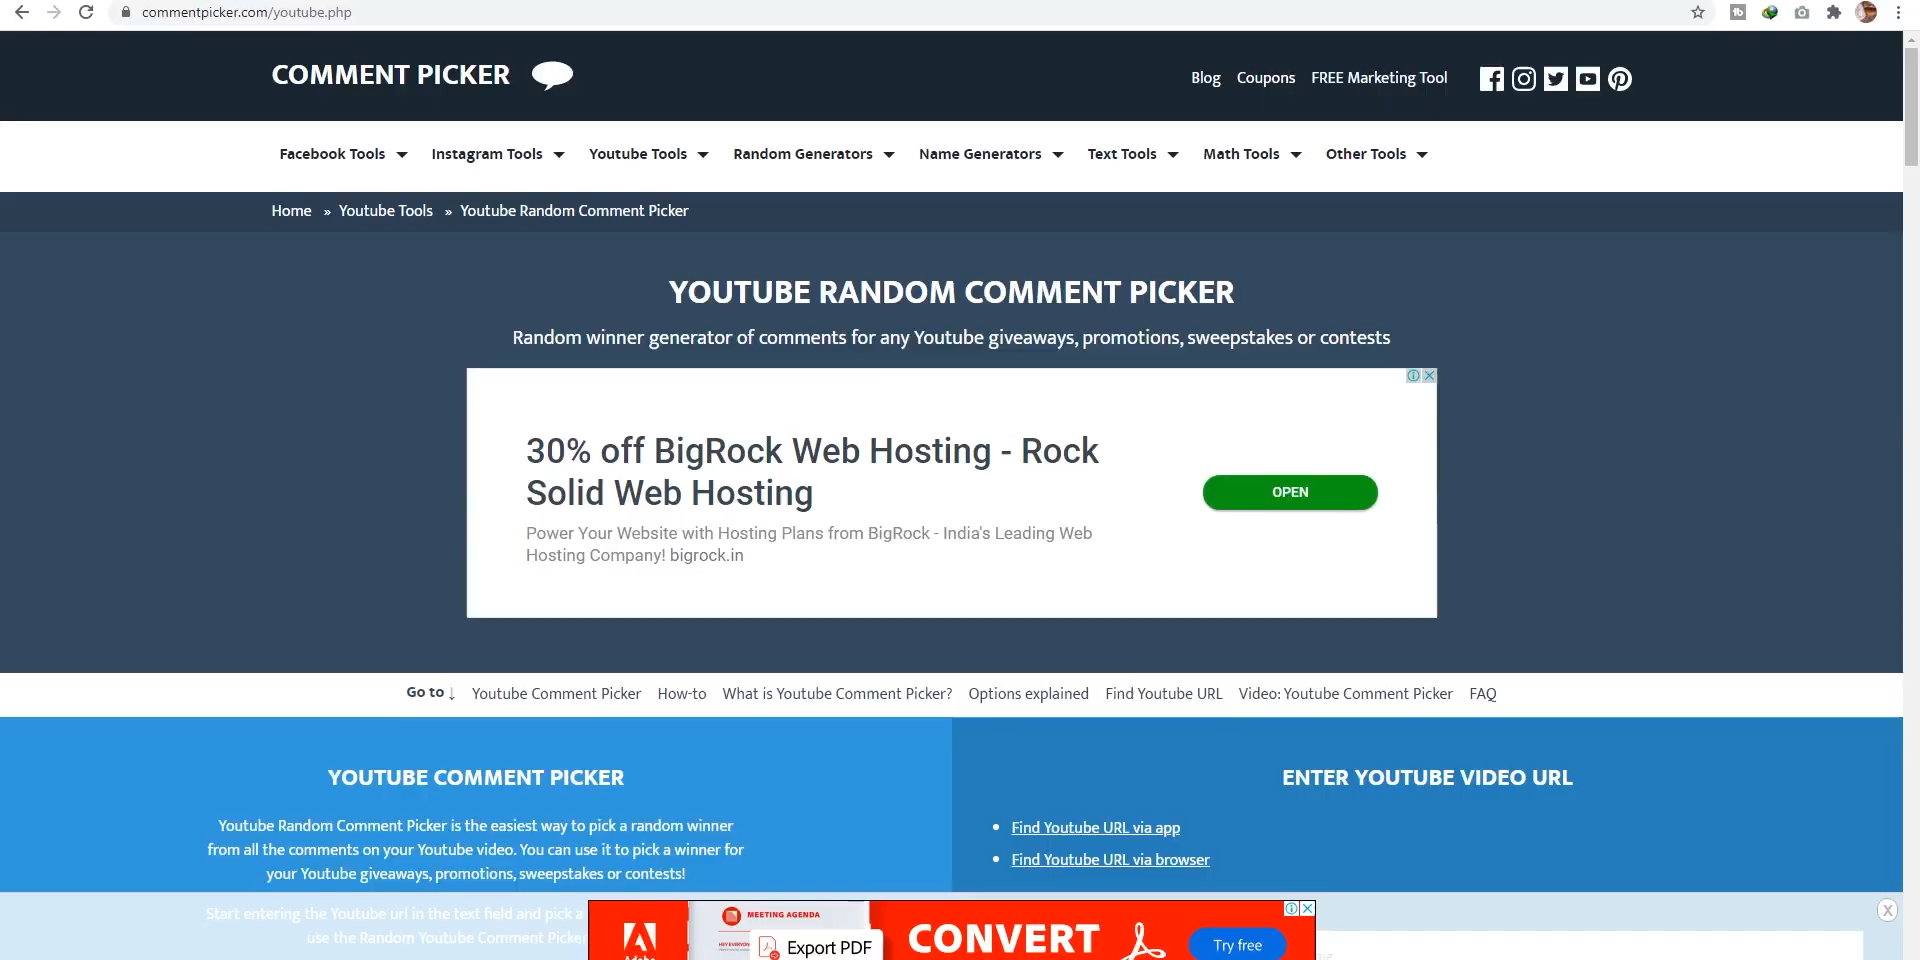 commentpicker.com/youtube.php
COMMENT PICKER
Blog Coupons FREE Marketing Tool
Facebook Tools Instagram Tools Youtube Tools Random Generators Name Generators Text Tools Math Tools Other Tools
Home » Youtube Tools » Youtube Random Comment Picker
YOUTUBE RANDOM COMMENT PICKER
Random winner generator of comments for any Youtube giveaways, promotions, sweepstakes or contests
30% off BigRock Web Hosting - Rock
Solid Web Hosting
OPEN
Power Your Website with Hosting Plans from BigRock - India's Leading Web
Hosting Company! bigrock.in
Go to ↓ Youtube Comment Picker How-to What is Youtube Comment Picker? Options explained Find Youtube URL Video: Youtube Comment Picker FAQ
YOUTUBE COMMENT PICKER
Youtube Random Comment Picker is the easiest way to pick a random winner
from all the comments on your Youtube video. You can use it to pick a winner for
your Youtube giveaways, promotions, sweepstakes or contests!
Start entering the Youtube url in the text field and pick a
use the Random Youtube Comment Picker
ENTER YOUTUBE VIDEO URL
• Find Youtube URL via app
• Find Youtube URL via browser
MEETING AGENDA
Export PDF
CONVERT
Try free
X